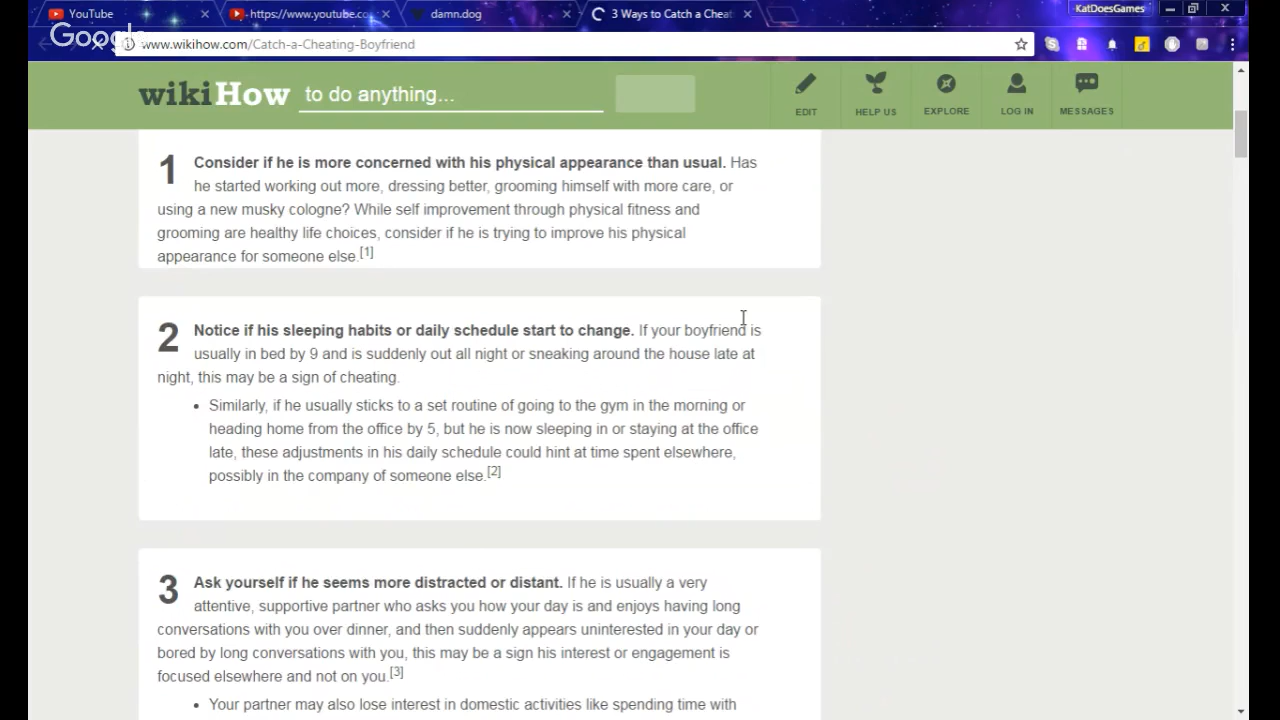 YouTube
https://www.youtube.co
damn.dog
3 Ways to Catch a Cheat
KatDoesGames
Google
www.wikihow.com/Catch-a-Cheating-Boyfriend
wikiHow to do anything...
EDIT
HELP US
EXPLORE
LOG IN
MESSAGES
1 Consider if he is more concerned with his physical appearance than usual. Has
he started working out more, dressing better, grooming himself with more care, or
using a new musky cologne? While self improvement through physical fitness and
grooming are healthy life choices, consider if he is trying to improve his physical
appearance for someone else.[1]
2 Notice if his sleeping habits or daily schedule start to change. If your boyfriend is
usually in bed by 9 and is suddenly out all night or sneaking around the house late at
night, this may be a sign of cheating.
• Similarly, if he usually sticks to a set routine of going to the gym in the morning or
heading home from the office by 5, but he is now sleeping in or staying at the office
late, these adjustments in his daily schedule could hint at time spent elsewhere,
possibly in the company of someone else.[2]
3 Ask yourself if he seems more distracted or distant. If he is usually a very
attentive, supportive partner who asks you how your day is and enjoys having long
conversations with you over dinner, and then suddenly appears uninterested in your day or
bored by long conversations with you, this may be a sign his interest or engagement is
focused elsewhere and not on you.[3]
• Your partner may also lose interest in domestic activities like spending time with